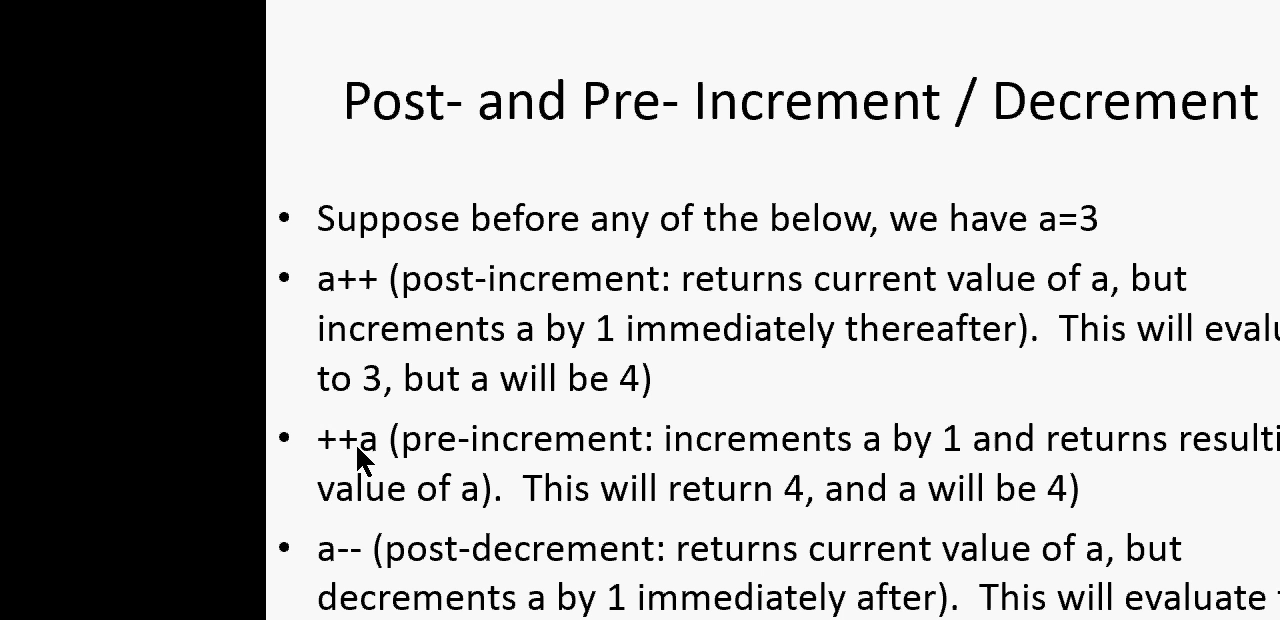 Post- and Pre- Increment / Decrement
• Suppose before any of the below, we have a=3
• a++ (post-increment: returns current value of a, but
increments a by 1 immediately thereafter).  This will
to 3, but a will be 4)
• ++a (pre-increment: increments a by 1 and returns
value of a).  This will return 4, and a will be 4)
• a-- (post-decrement: returns current value of a, but
decrements a by 1 immediately after).  This will evaluate